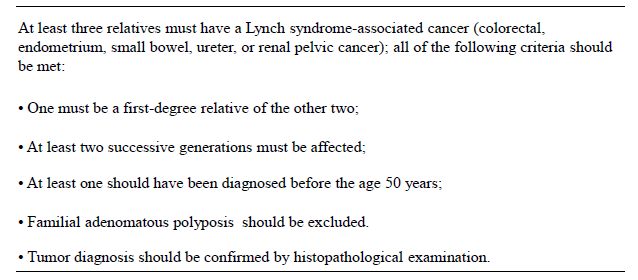 At least three relatives must have a Lynch syndrome-associated cancer (colorectal,
endometrium, small bowel, ureter, or renal pelvic cancer); all of the following criteria should
be met:
• One must be a first-degree relative of the other two;
• At least two successive generations must be affected;
• At least one should have been diagnosed before the age 50 years;
• Familial adenomatous polyposis should be excluded.
• Tumor diagnosis should be confirmed by histopathological examination.